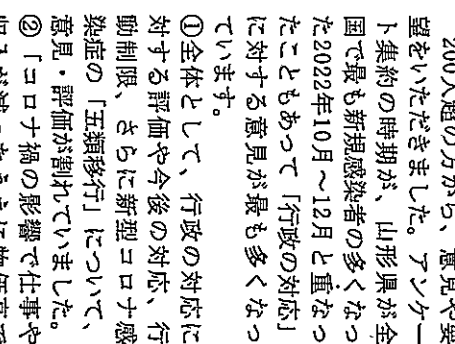 200人超の方から、意見や要
望をいただきました。アンケー
ト集約の時期が、山形県が全
国で最も新規感染者の多くなっ
た2022年10月～12月と重なっ
たこともあって「行政の対応」
に対する意見が最も多くなっ
ています。
①全体として、行政の対応に
対する評価や今後の対応、行
動制限、さらに新型コロナ感
染症の「五類移行」について、
意見・評価が割れていました。
②「コロナ禍の影響で仕事や